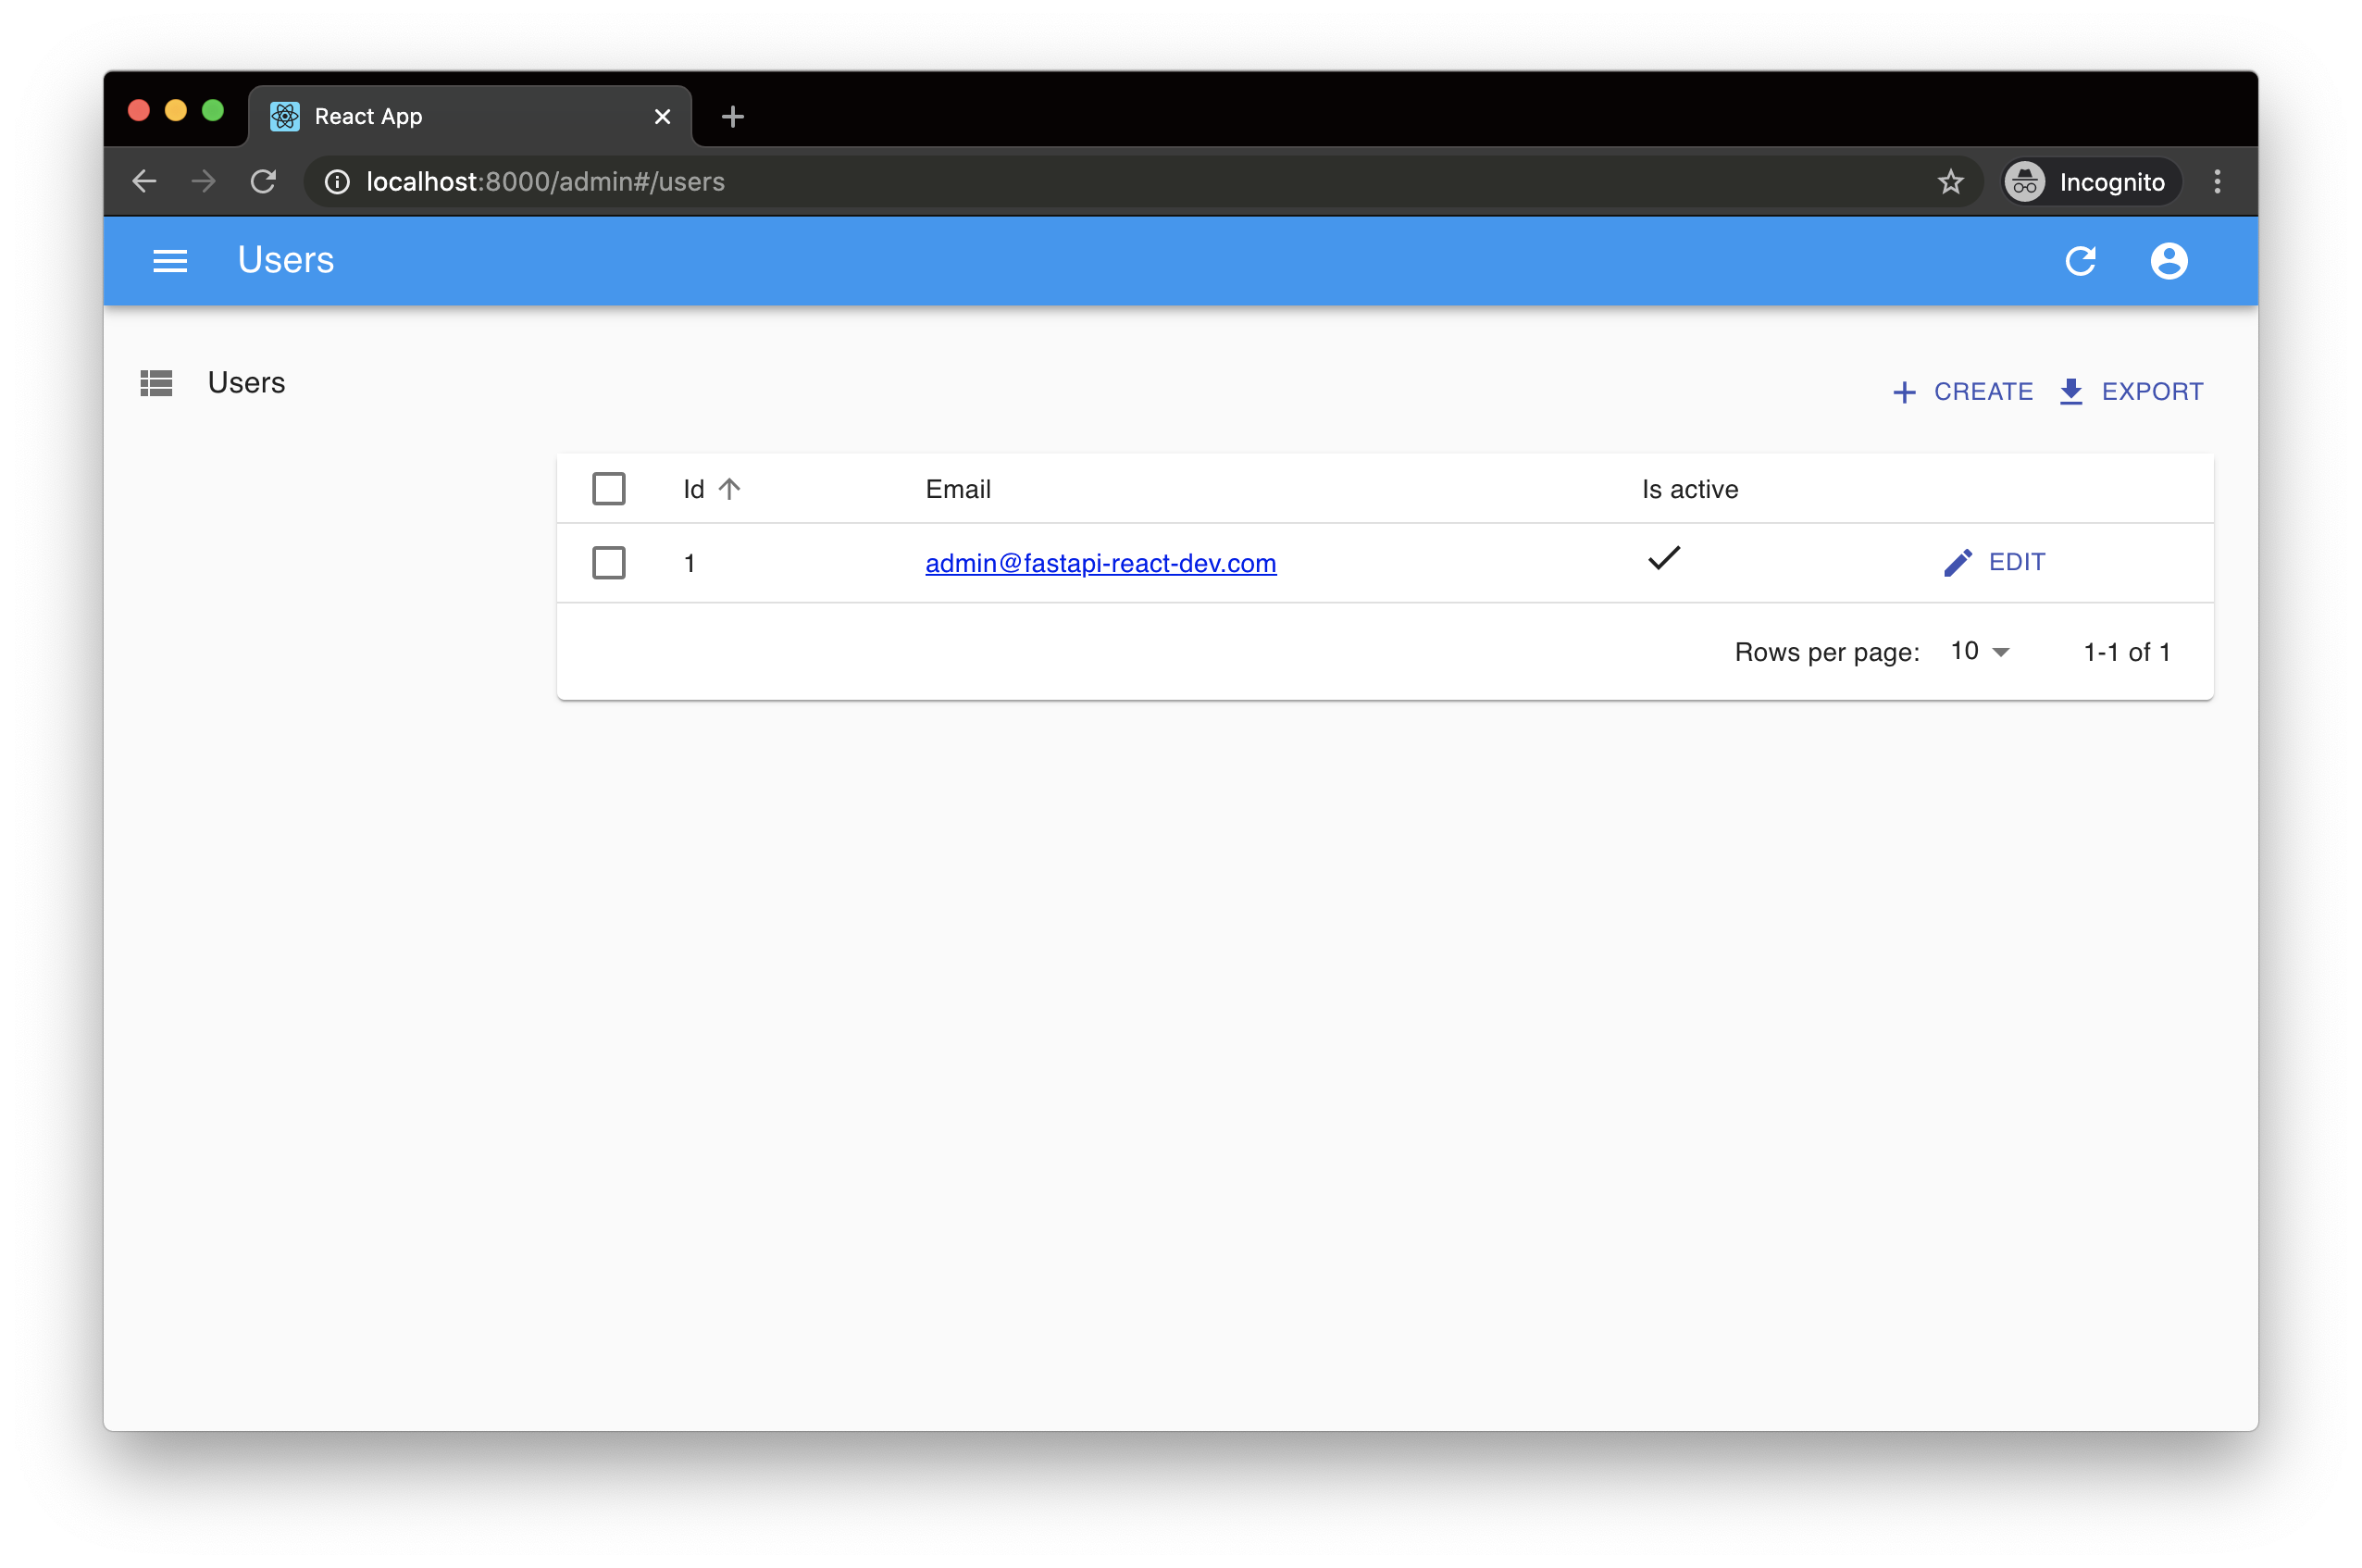 React App
localhost:8000/admin#/users
Incognito
Users
Users
CREATE EXPORT
Id Email Is active
1 admin@fastapi-react-dev.com EDIT
Rows per page: 10 1-1 of 1